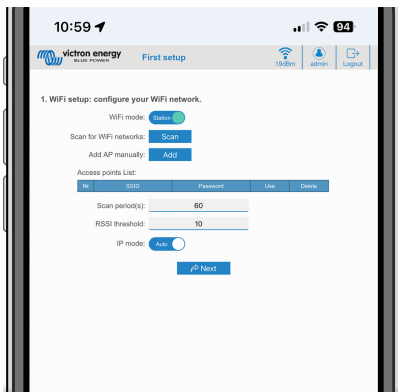 10:59
94
victron energy
BLUE POWER
First setup
19dBm
admin
Logout
1. WiFi setup: configure your WiFi network.
WiFi mode: Station
Scan for WiFi networks: Scan
Add AP manually: Add
Access points List:
№ SSID Password Use Delete
Scan period(s): 60
RSSI threshold: 10
IP mode: Auto
Next